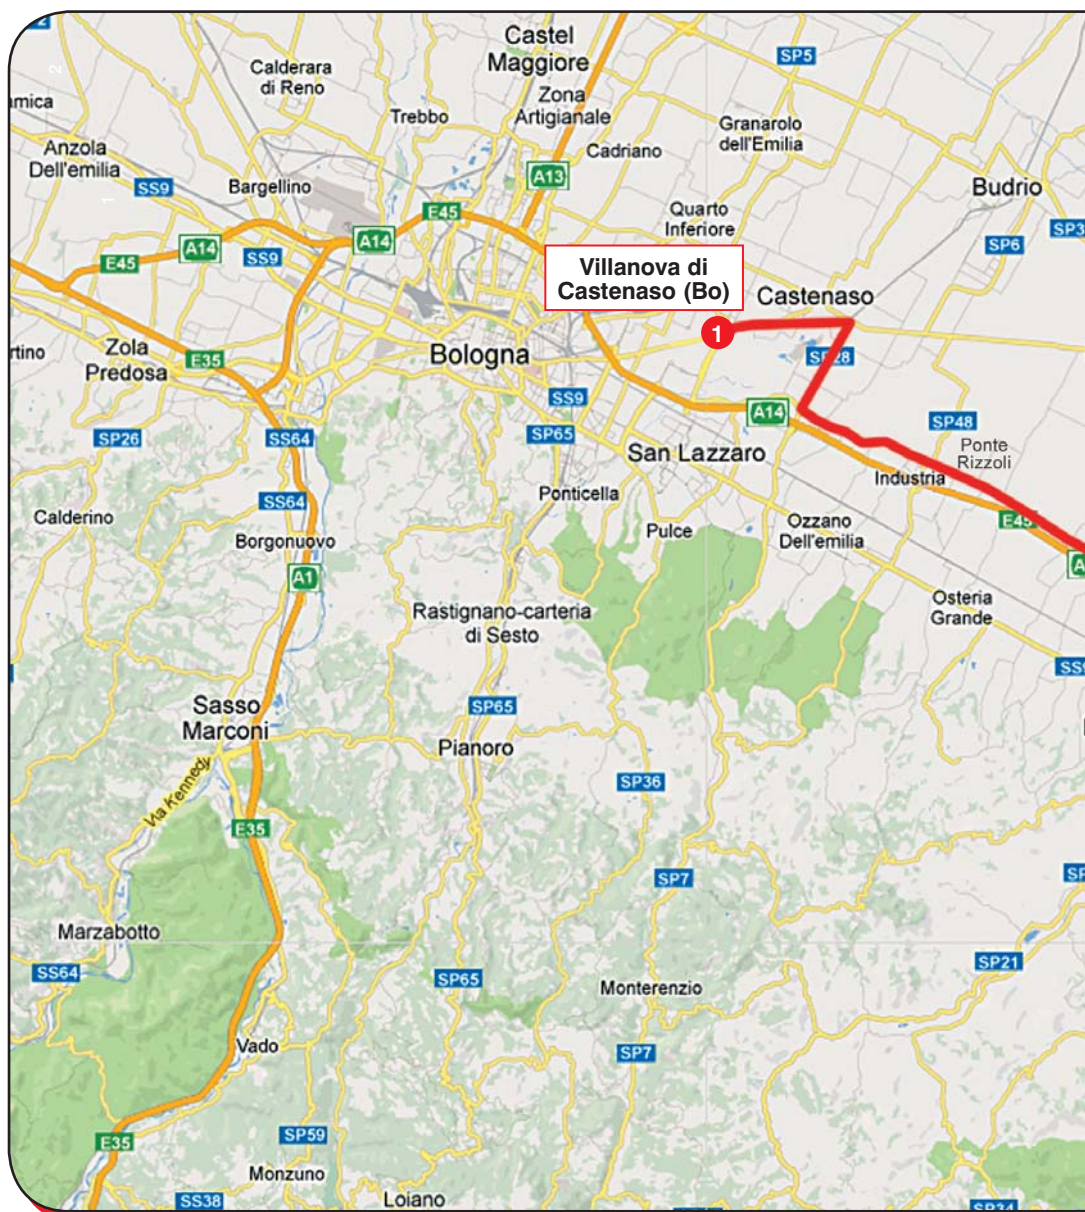 Castel
Maggiore
SP5
Calderara
di Reno
Zona
Artigianale
Trebbo
Granarolo
dell'Emilia
Cadriano
Anzola
Dell'emilia
A13
SS9
Bargellino
Budrio
Quarto
Inferiore
E45
A14
A14
SP6
E45
SS9
Villanova di
Castenaso (Bo)
Castenaso
1
Zola
Predosa
E35
Bologna
SP28
SS9
A14
SP26
SS64
SP65
SP48
San Lazzaro
Ponte
Rizzoli
Industria
SS64
Ponticella
Calderino
Pulce
Ozzano
Dell'emilia
E45
Borgonuovo
A1
Rastignano-carteria
di Sesto
Osteria
Grande
Sasso
Marconi
SP65
Pianoro
Via Kennedy
SP36
E35
SP7
Marzabotto
SS64
SP65
SP21
Monterenzio
Vado
SP7
E35
SP59
Monzuno
SS38
Loiano
SP34